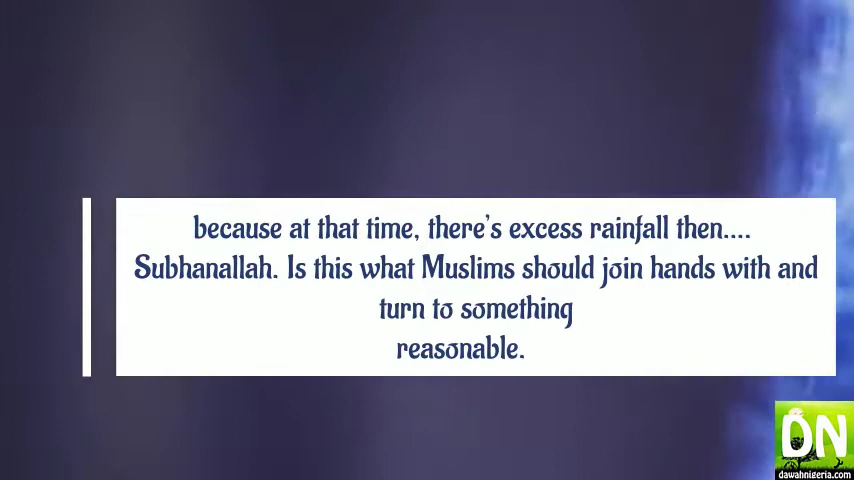 because at that time, there's excess rainfall then....
Subhanallah. Is this what Muslims should join hands with and
turn to something
reasonable.
DN
dawahnigeria.com